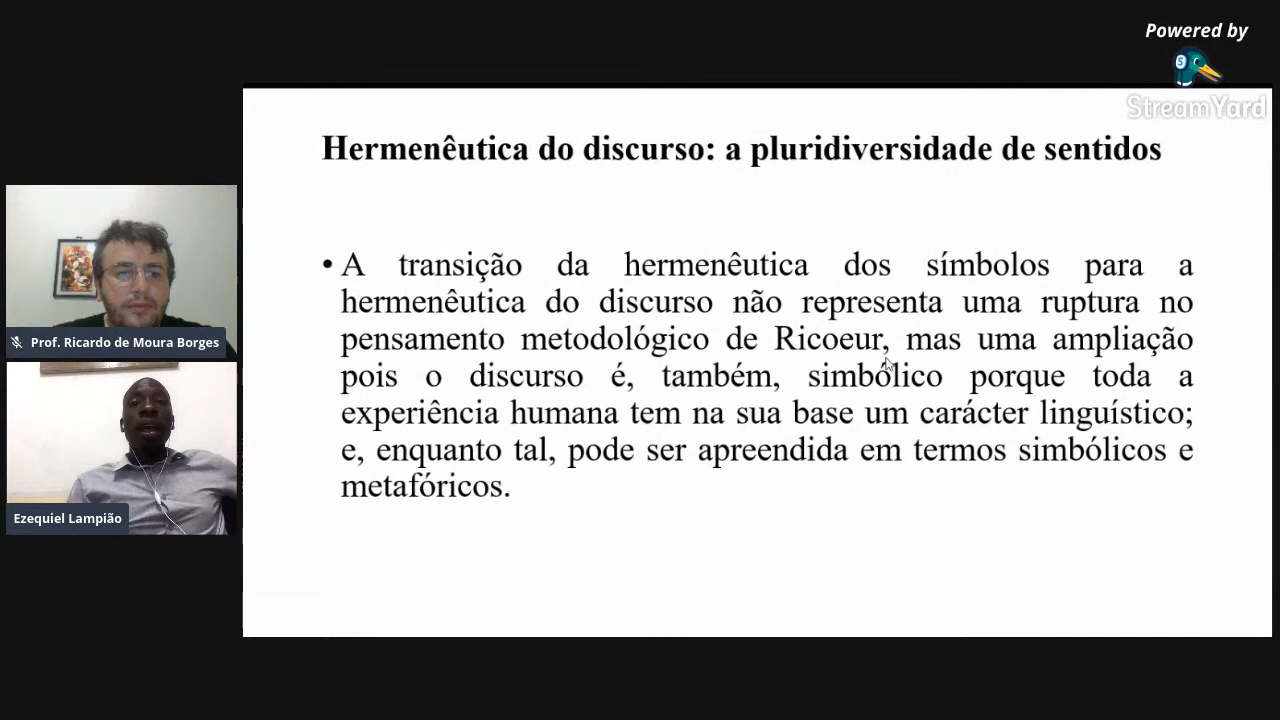 Powered by
StreamYard
Hermenêutica do discurso: a pluridiversidade de sentidos
• A transição da hermenêutica dos símbolos para a
hermenêutica do discurso não representa uma ruptura no
pensamento metodológico de Ricoeur, mas uma ampliação
pois o discurso é, também, simbólico porque toda a
experiência humana tem na sua base um carácter linguístico;
e, enquanto tal, pode ser apreendida em termos simbólicos e
metafóricos.
Prof. Ricardo de Moura Borges
Ezequiel Lampião